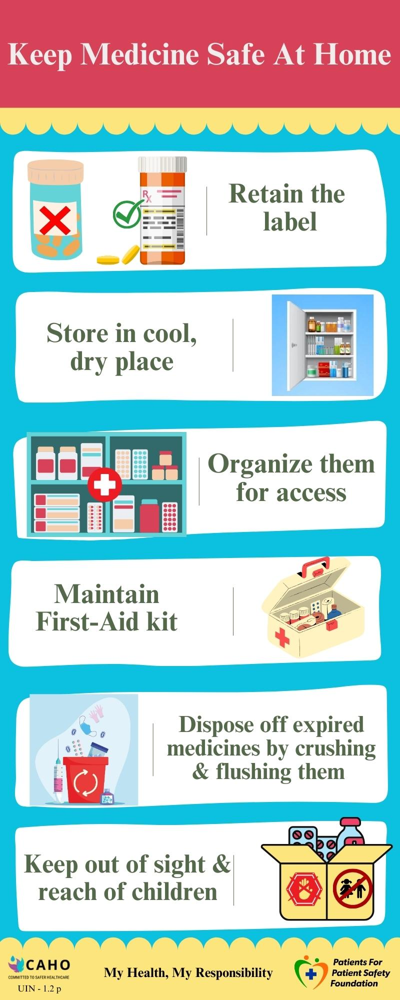 Keep Medicine Safe At Home
Rx
Retain the
label
Store in cool,
dry place
Organize them
for access
Maintain
First-Aid kit
Dispose off expired
medicines by crushing
& flushing them
Keep out of sight &
reach of children
CAHO
COMMITTED TO SAFER HEALTHCARE
UIN - 1.2 p
My Health, My Responsibility
Patients For
Patient Safety
Foundation